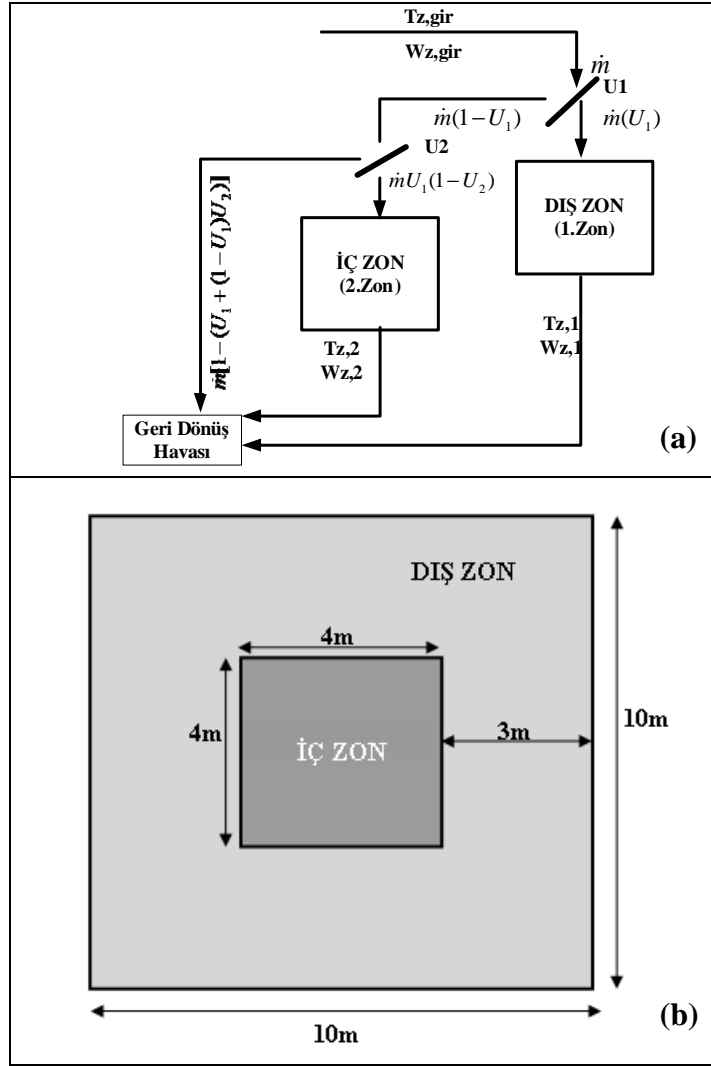 Tz,gir
Wz,gir
ṁ
U1
ṁ(1−U₁)
ṁ(U₁)
U2
ṁU₁(1−U₂)
ṁ[1−(U₁+(1−U₁)U₂)]
DIŞ ZON
(1.Zon)
İÇ ZON
(2.Zon)
Tz,1
Wz,1
Tz,2
Wz,2
Geri Dönüş
Havası
(a)
DIŞ ZON
4m
4m
İÇ ZON
3m
10m
10m
(b)